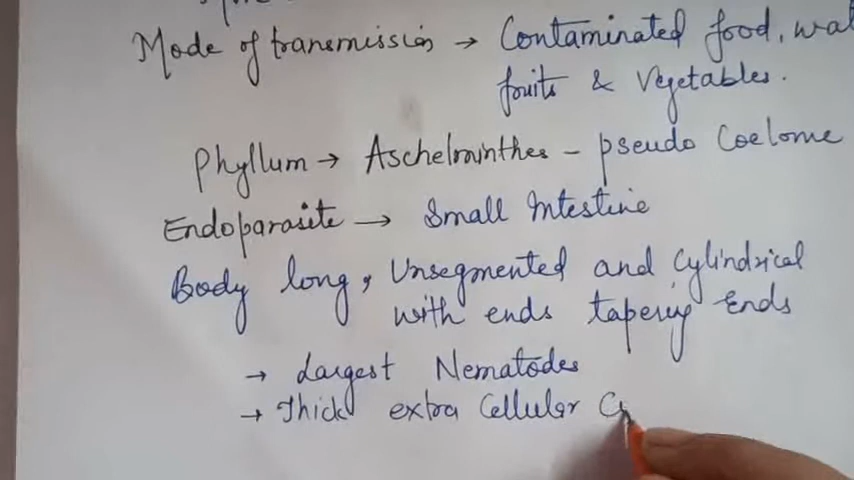 Mode of transmission → Contaminated food, wat
fruits & Vegetables.
Phyllum → Aschelminthes - pseudo Coelome
Endoparasite → Small Intestine
Body long, Unsegmented and Cylindrical
with ends tapering Ends
→ Largest Nematodes
→ Thick extra Cellular